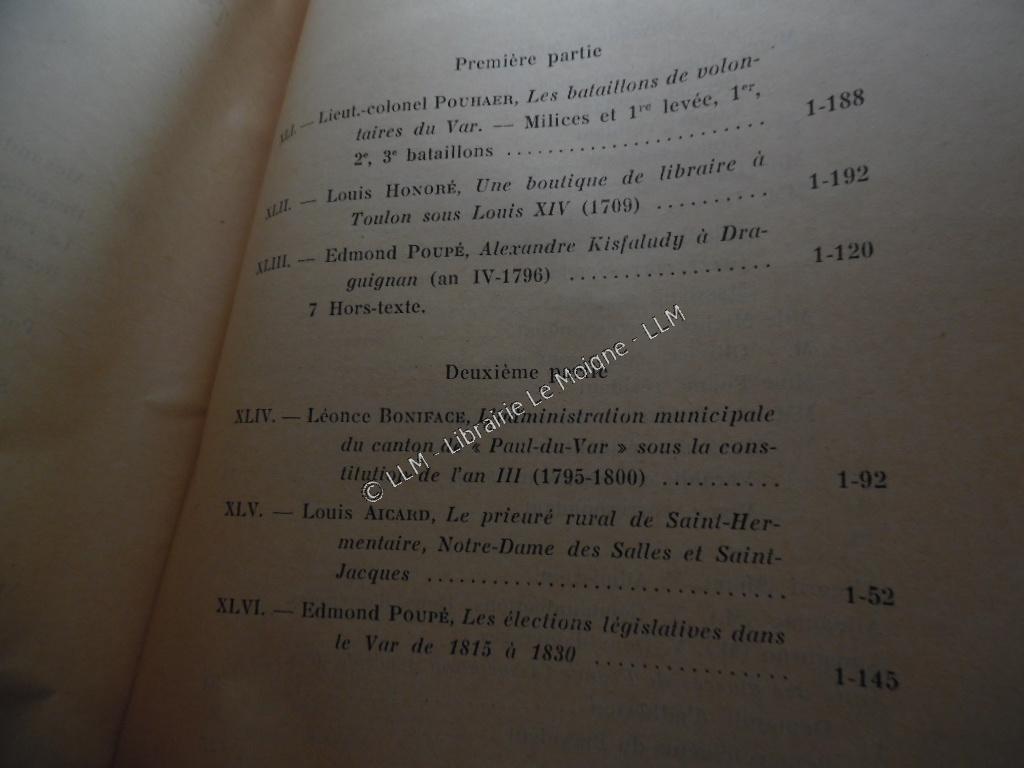 Première partie
XLI. — Lieut.-colonel POUHAER, Les bataillons de volon-
taires du Var. — Milices et 1re levée, 1er,
2e, 3e bataillons .......................... 1-188
XLII. — Louis HONORÉ, Une boutique de libraire à
Toulon sous Louis XIV (1709) .......... 1-192
XLIII. — Edmond POUPÉ, Alexandre Kisfaludy à Dra-
guignan (an IV-1796) .................. 1-120
7 Hors-texte.
Deuxième partie
XLIV. — Léonce BONIFACE, L'administration municipale
du canton de « Paul-du-Var » sous la cons-
titution de l'an III (1795-1800) ........... 1-92
XLV. — Louis AICARD, Le prieuré rural de Saint-Her-
mentaire, Notre-Dame des Salles et Saint-
Jacques .................................. 1-52
XLVI. — Edmond POUPÉ, Les élections législatives dans
le Var de 1815 à 1830 .................. 1-145
© LLM - Librairie Le Moigne - LLM